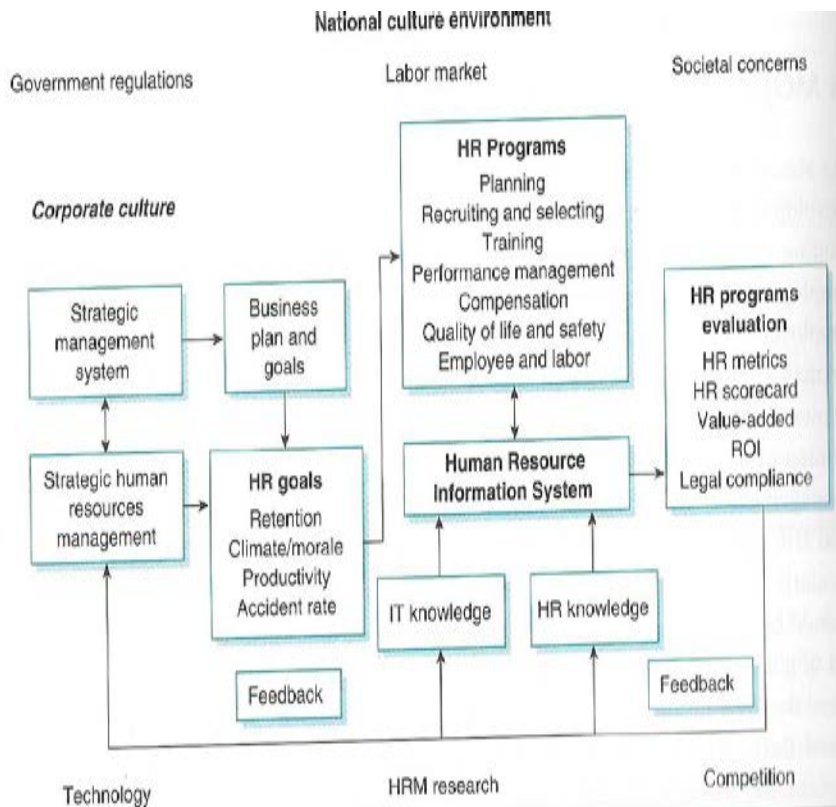 National culture environment
Government regulations
Labor market
Societal concerns
Corporate culture
HR Programs
Planning
Recruiting and selecting
Training
Performance management
Compensation
Quality of life and safety
Employee and labor
Strategic
management
system
Business
plan and
goals
HR programs
evaluation
HR metrics
HR scorecard
Value-added
ROI
Legal compliance
Strategic human
resources
management
HR goals
Retention
Climate/morale
Productivity
Accident rate
Human Resource
Information System
IT knowledge
HR knowledge
Feedback
Feedback
Technology
HRM research
Competition